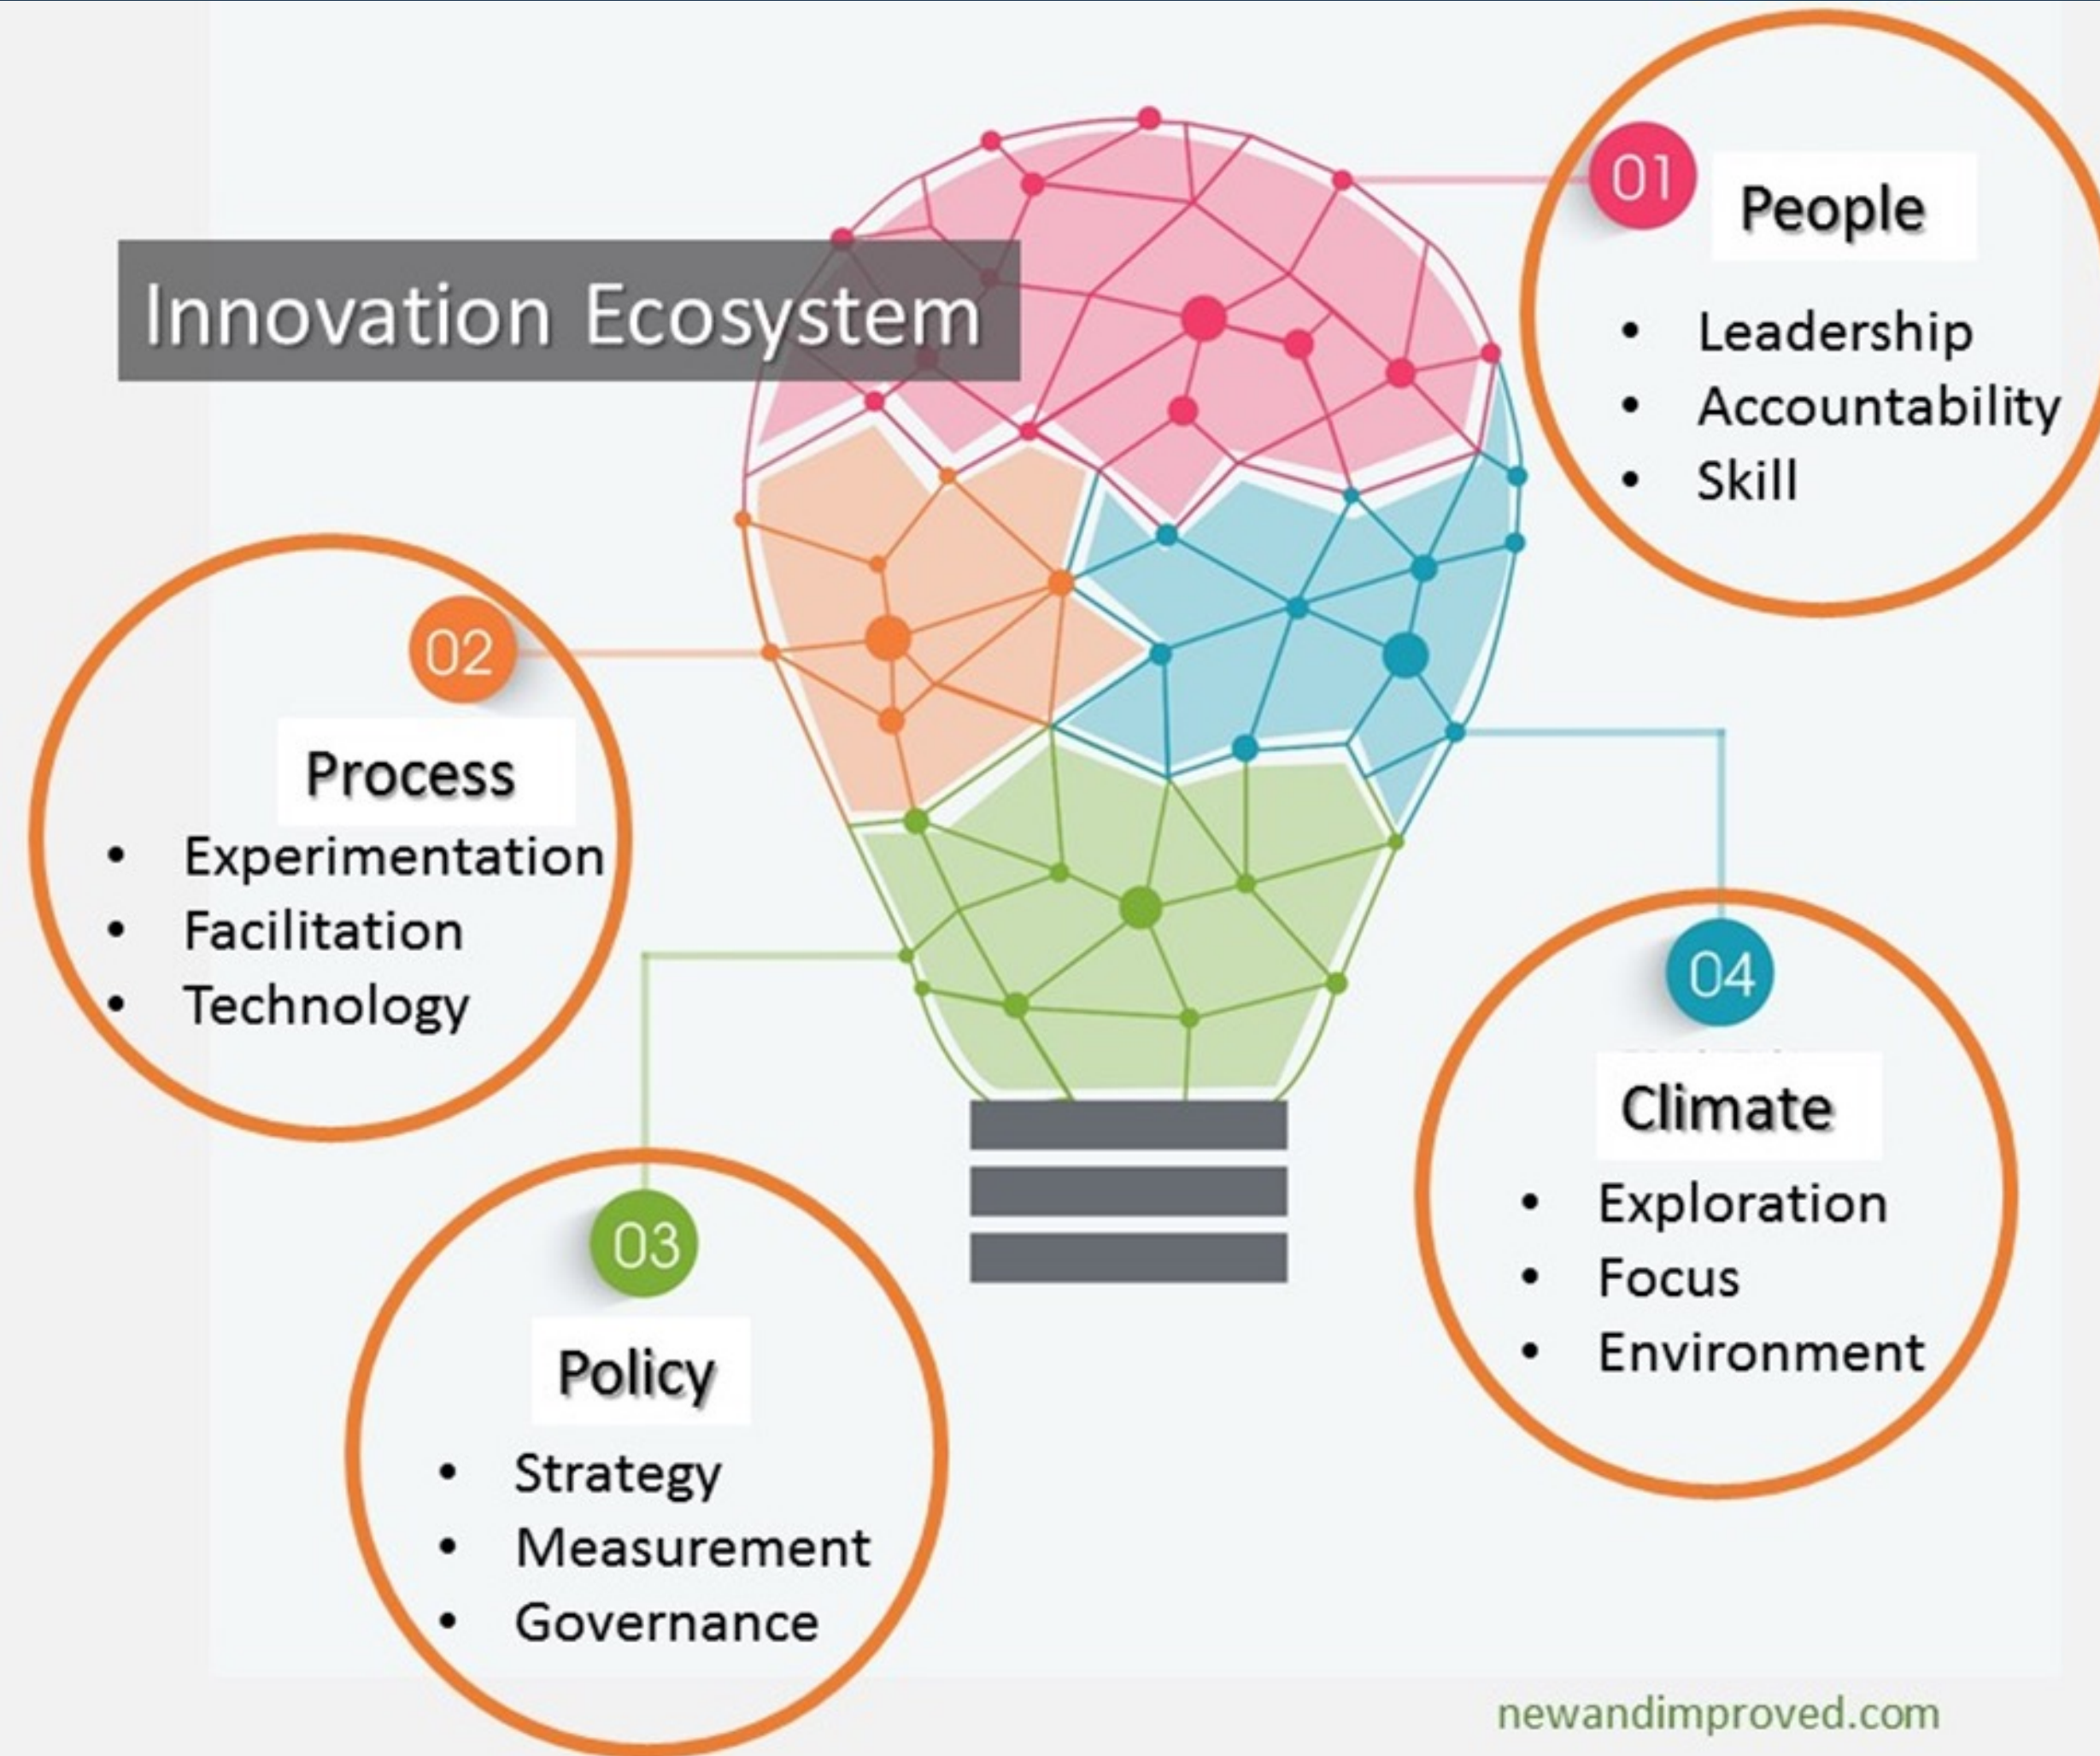 Innovation Ecosystem
01
People
• Leadership
• Accountability
• Skill
02
Process
• Experimentation
• Facilitation
• Technology
03
Policy
• Strategy
• Measurement
• Governance
04
Climate
• Exploration
• Focus
• Environment
newandimproved.com